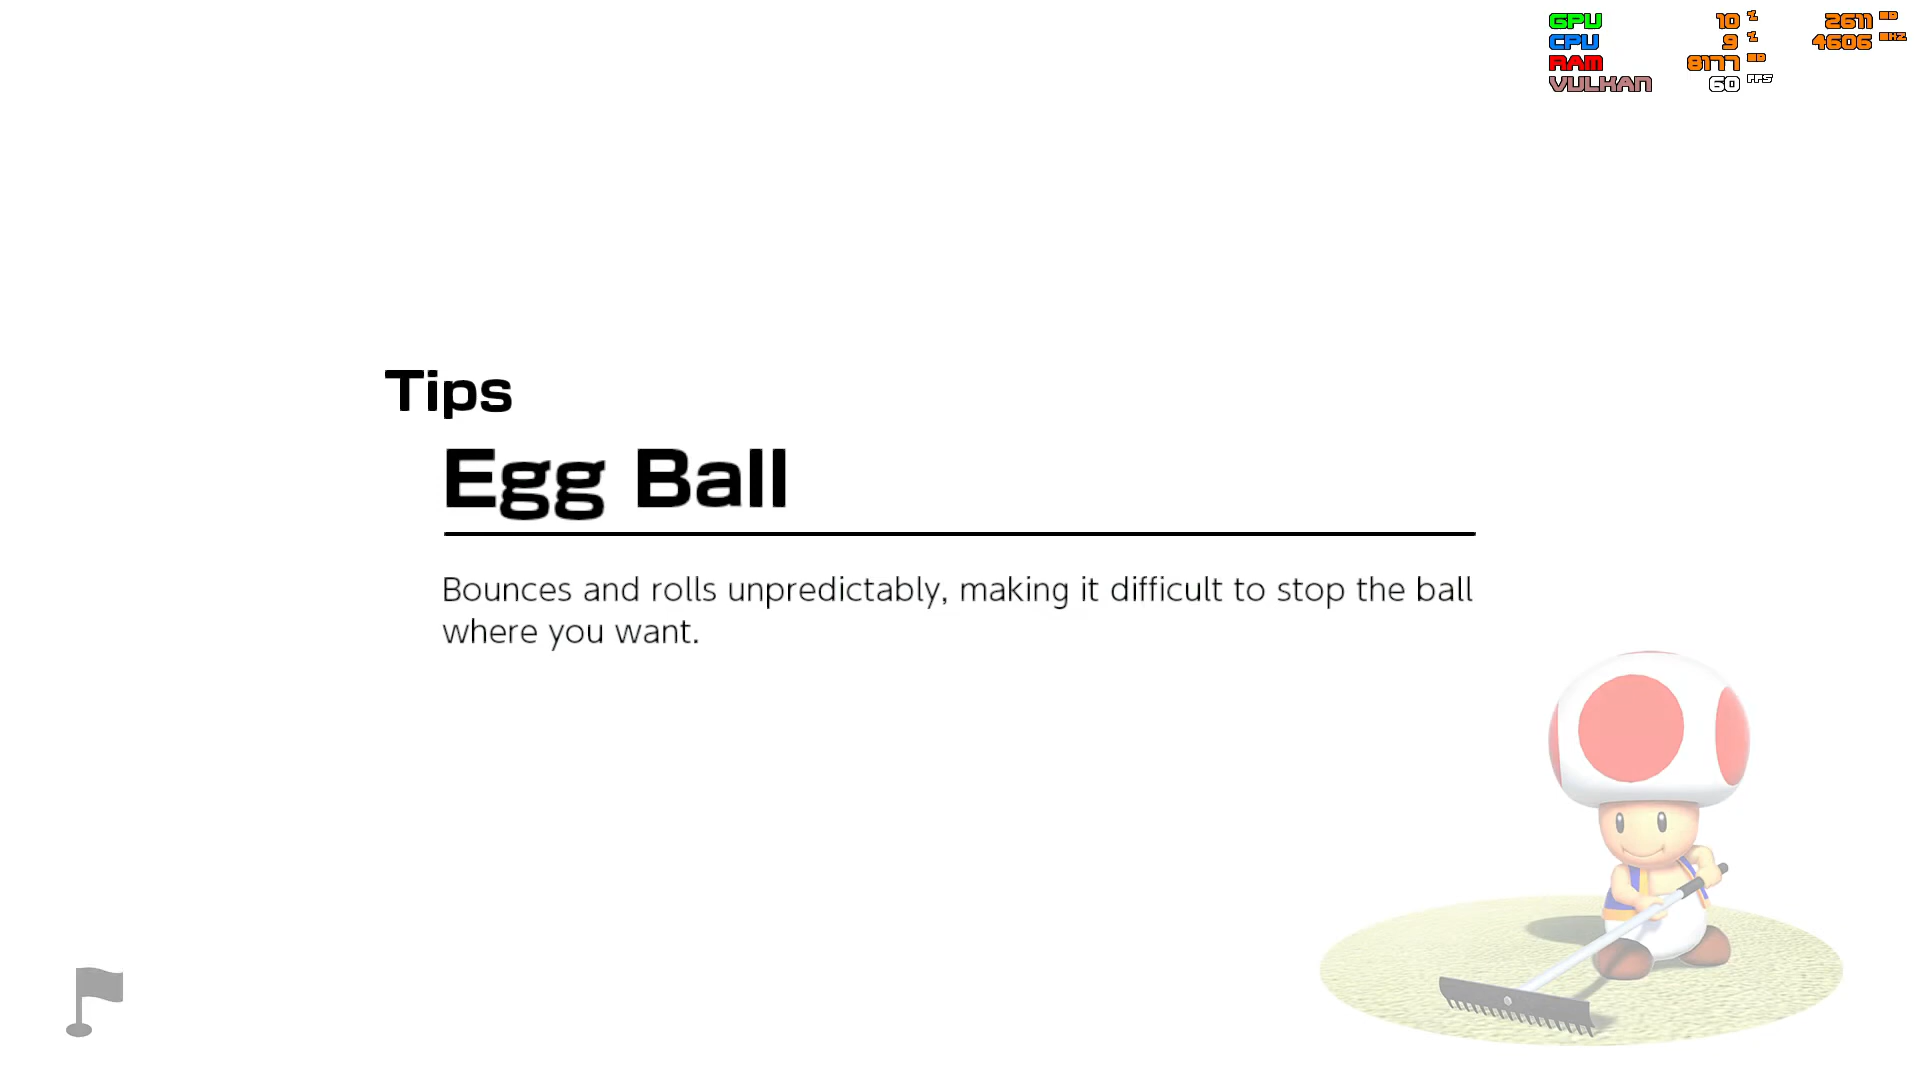 GPU 10 % 2611 MB
CPU 9 % 4606 MHZ
RAM 8177 MB
VULKAN 60 FPS
Tips
Egg Ball
Bounces and rolls unpredictably, making it difficult to stop the ball
where you want.